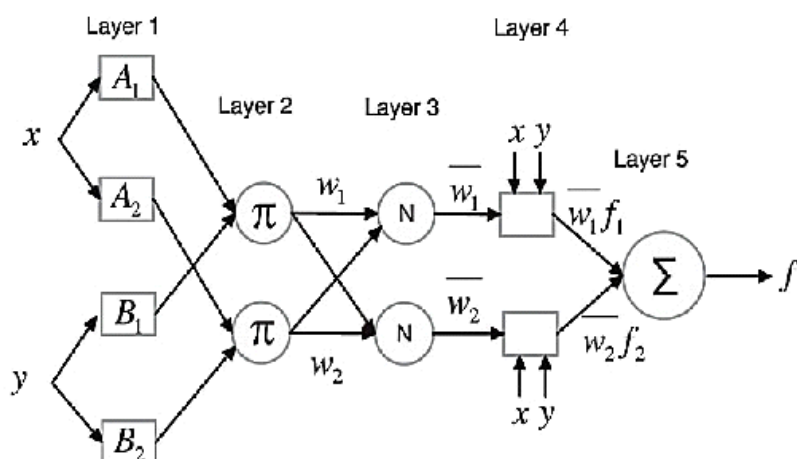 Layer 1
Layer 2
Layer 3
Layer 4
Layer 5
x
y
A₁
A₂
B₁
B₂
π
π
w₁
w₂
N
N
w̅₁
w̅₂
x y
x y
w̅₁f₁
w̅₂f₂
Σ
f